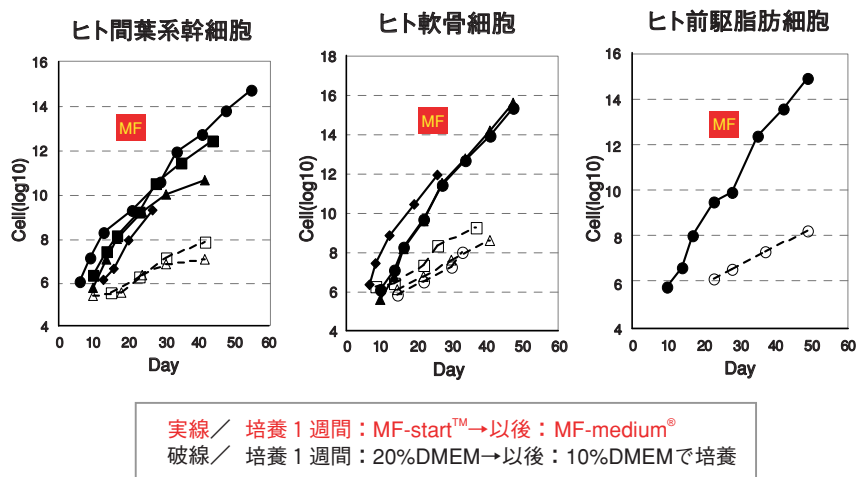 ヒト間葉系幹細胞
16
14
12
10
8
6
4
Cell(log10)
MF
0 10 20 30 40 50 60
Day
ヒト軟骨細胞
18
16
14
12
10
8
6
4
Cell(log10)
MF
0 10 20 30 40 50 60
Day
ヒト前駆脂肪細胞
16
14
12
10
8
6
4
Cell(log10)
MF
0 10 20 30 40 50 60
Day
実線／ 培養1週間：MF-start™→以後：MF-medium®
破線／ 培養1週間：20%DMEM→以後：10%DMEMで培養